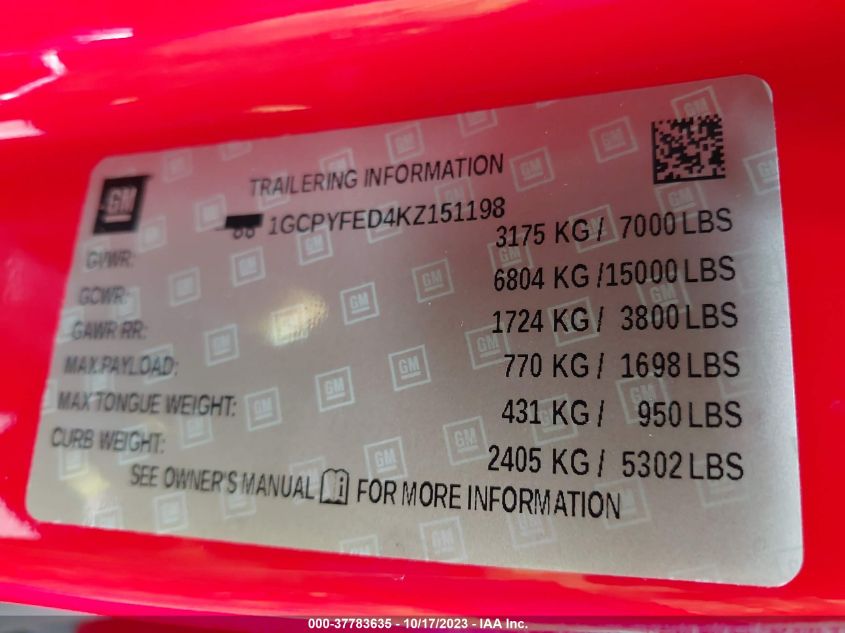 GM
TRAILERING INFORMATION
88 1GCPYFED4KZ151198
GVWR: 3175 KG / 7000 LBS
GCWR: 6804 KG /15000 LBS
GAWR RR: 1724 KG / 3800 LBS
MAX PAYLOAD: 770 KG / 1698 LBS
MAX TONGUE WEIGHT: 431 KG / 950 LBS
CURB WEIGHT: 2405 KG / 5302 LBS
SEE OWNER'S MANUAL i FOR MORE INFORMATION
000-37783635 - 10/17/2023 - IAA Inc.